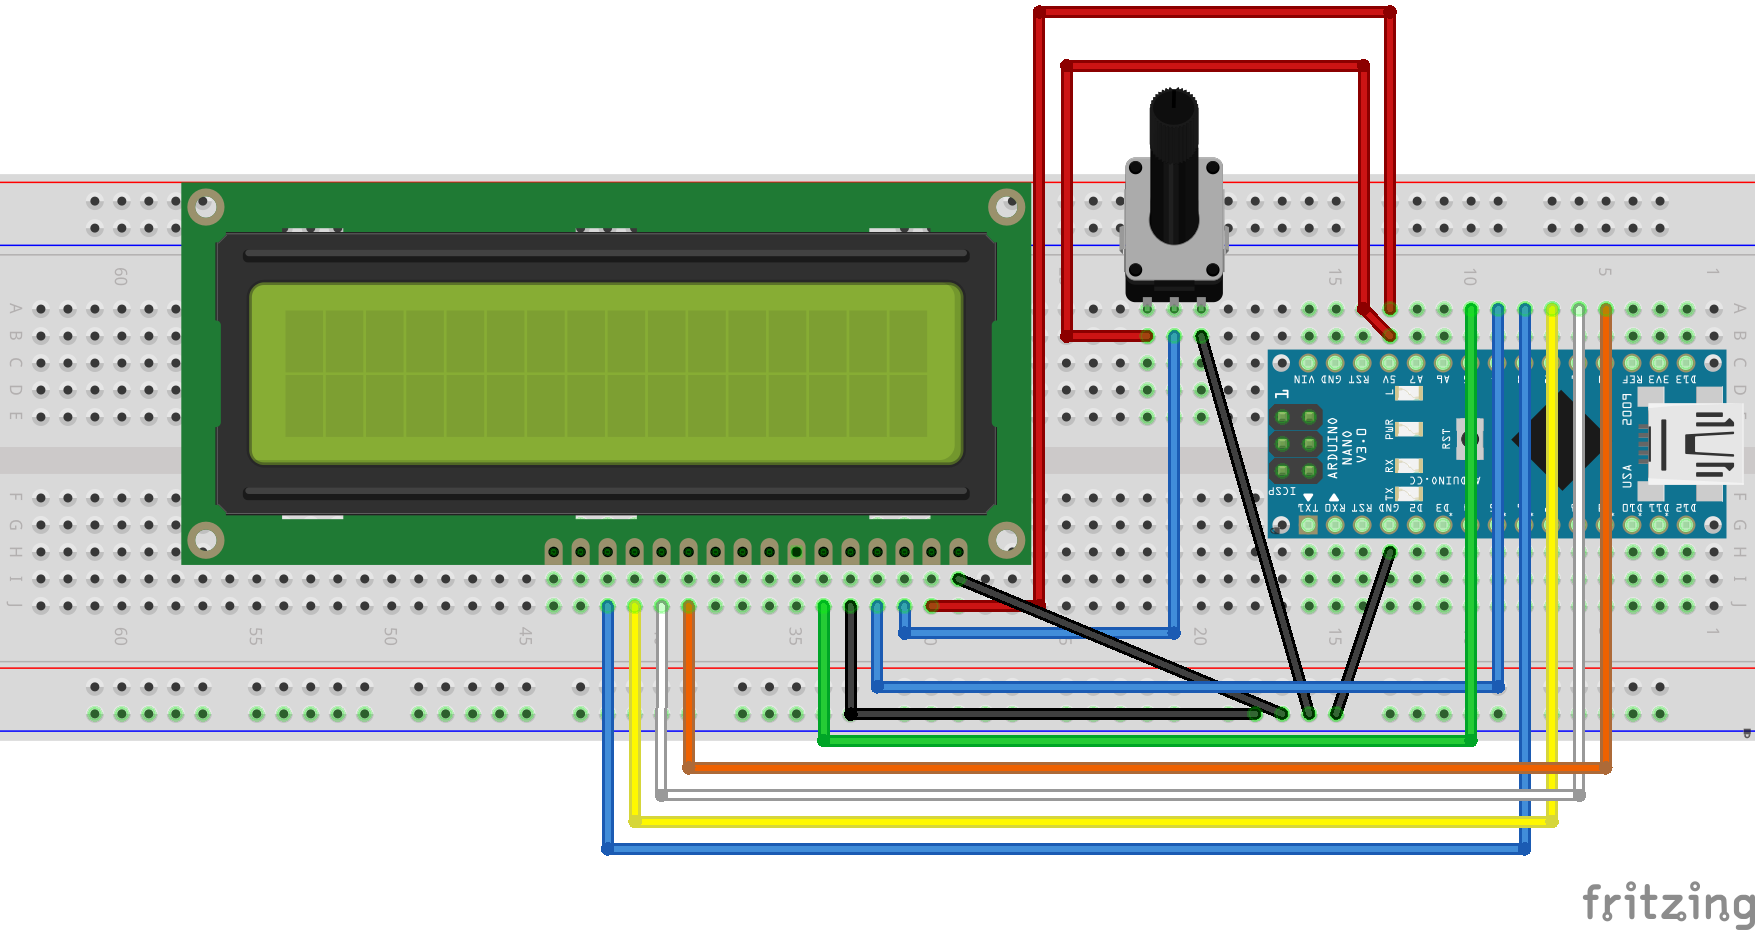 60
15
10
5
1
A
B
C
D
E
A
B
C
D
VIN
GND
RST
5V
A7
A6
REF
3V3
D13
1
L
PWR
RX
TX
RST
ARDUINO
NANO
V3.0
ARDUINO.CC
P005
USA
ICSP
TX1
RX0
RST
GND
D2
D3
D10
D11
D12
F
G
H
I
J
F
G
H
I
J
60
55
50
45
35
20
15
1
fritzing